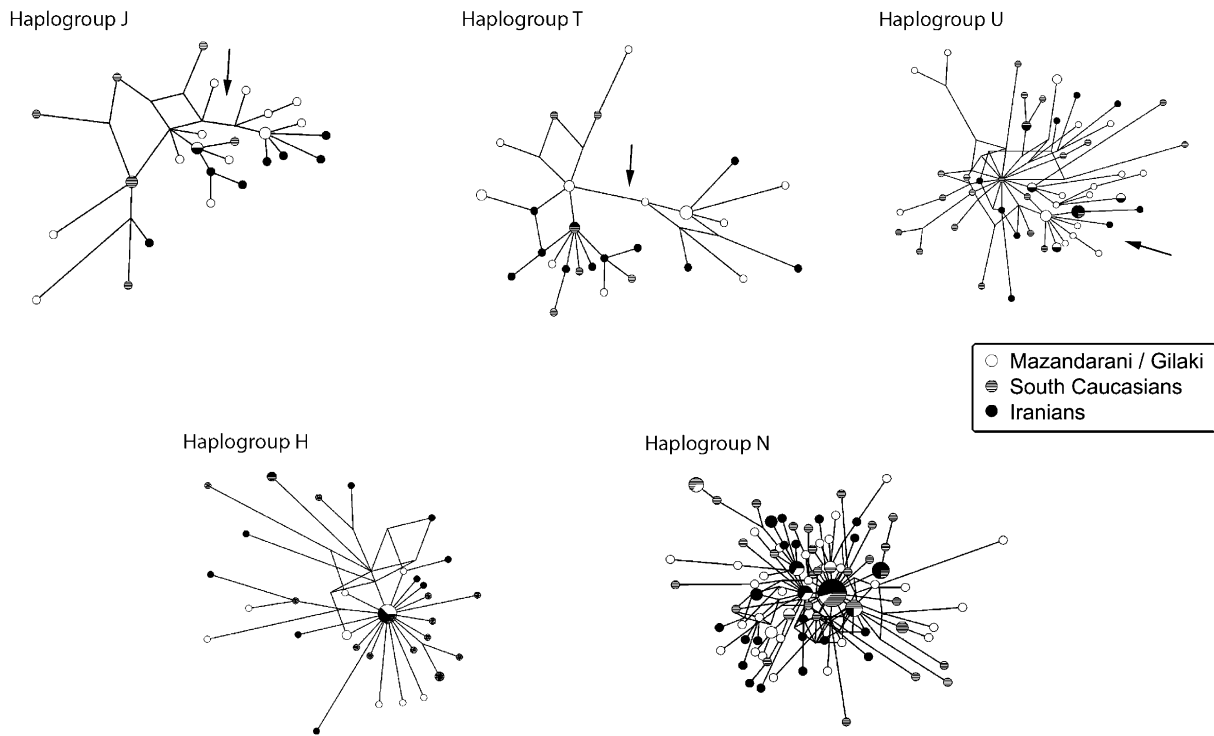 Haplogroup J
Haplogroup T
Haplogroup U
Mazandarani / Gilaki
South Caucasians
Iranians
Haplogroup H
Haplogroup N